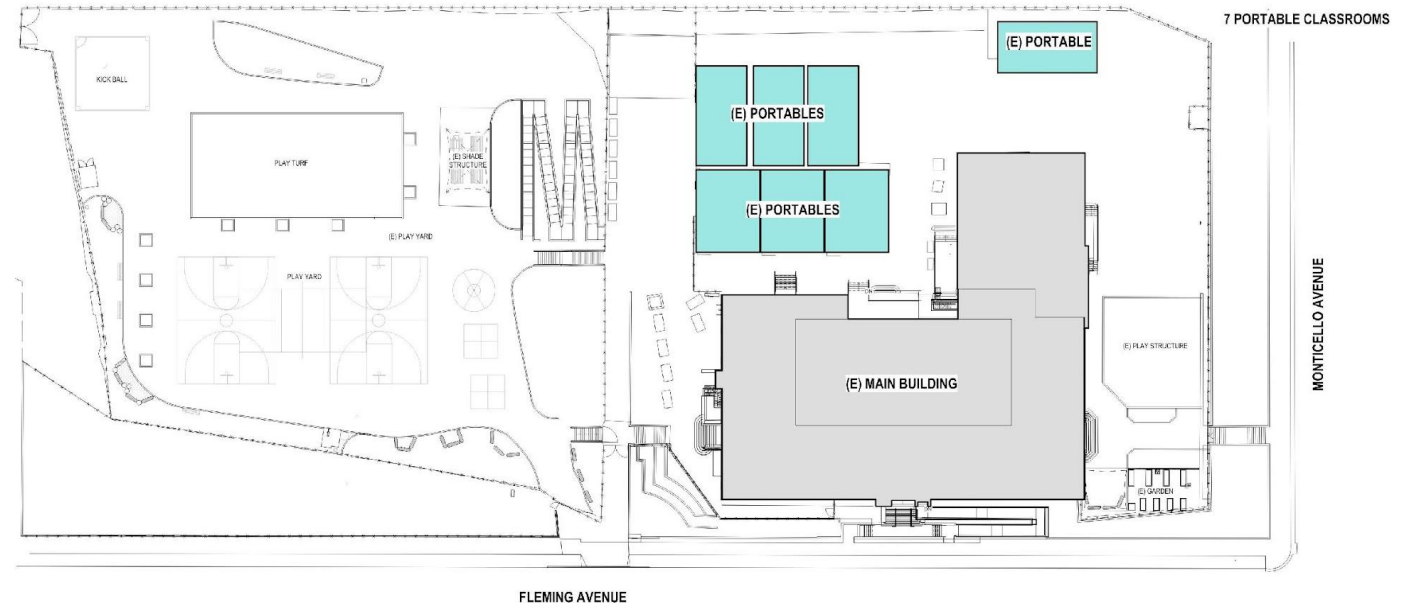 7 PORTABLE CLASSROOMS
(E) PORTABLE
KICK BALL
(E) PORTABLES
PLAY TURF
(E) SHADE
STRUCTURE
(E) PORTABLES
(E) PLAY YARD
PLAY YARD
MONTICELLO AVENUE
(E) PLAY STRUCTURE
(E) MAIN BUILDING
(E) GARDEN
FLEMING AVENUE